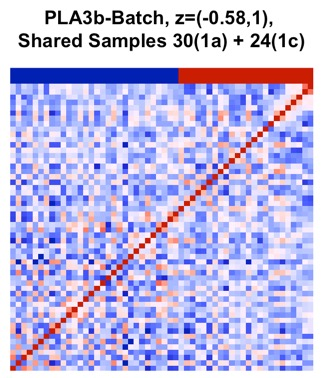 PLA3b-Batch, z=(-0.58,1),
Shared Samples 30(1a) + 24(1c)